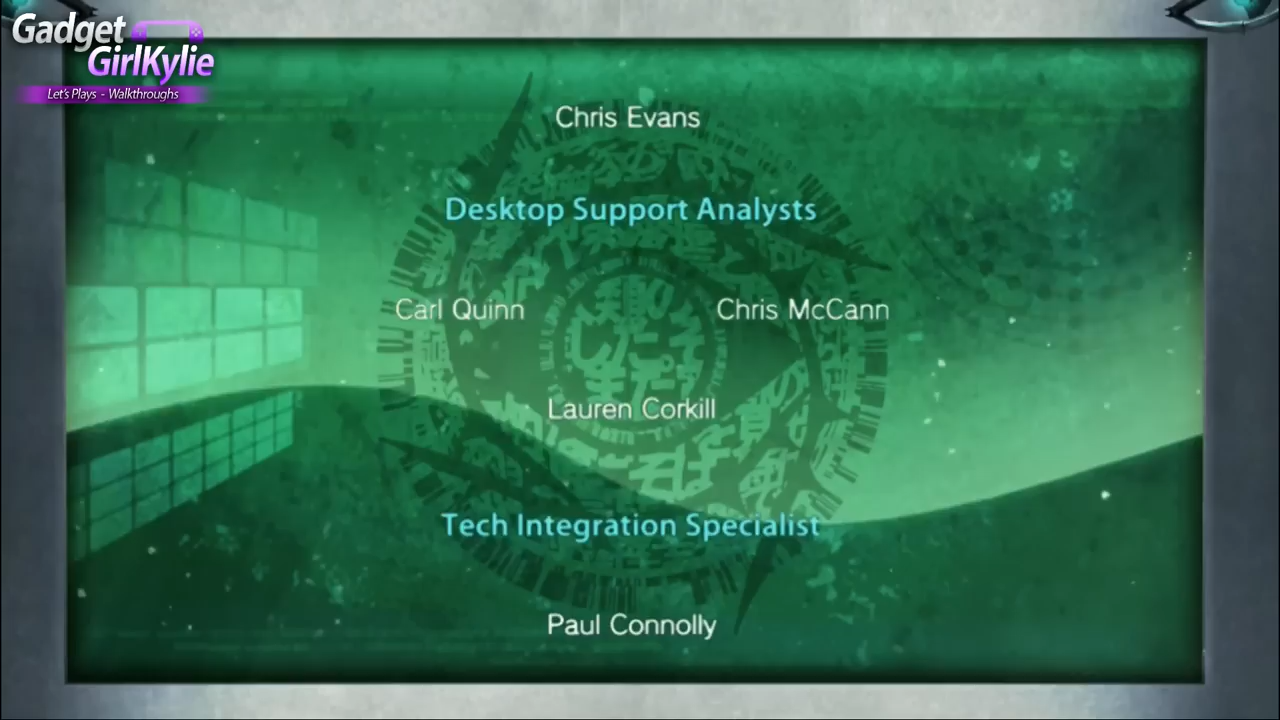 Gadget
GirlKylie
Let's Plays - Walkthroughs
Chris Evans
Desktop Support Analysts
Carl Quinn Chris McCann
Lauren Corkill
Tech Integration Specialist
Paul Connolly